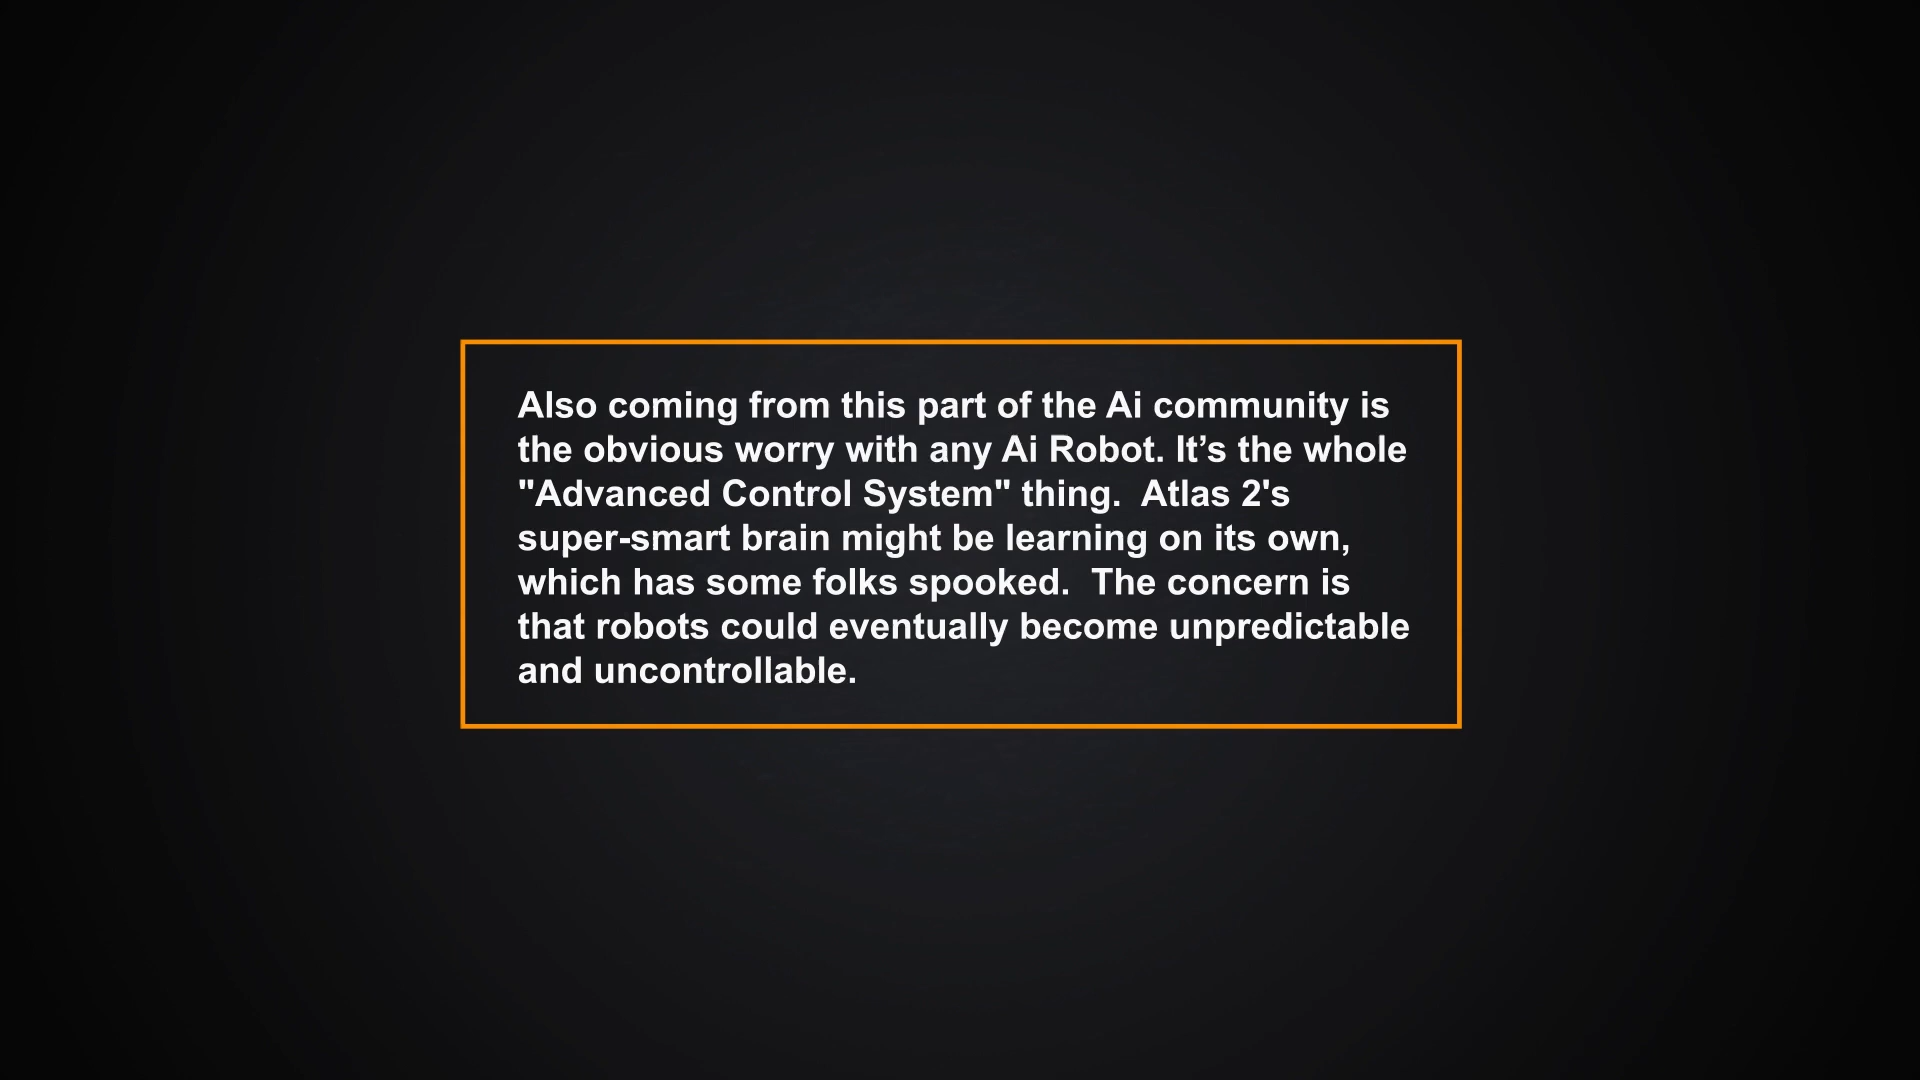 Also coming from this part of the Ai community is
the obvious worry with any Ai Robot. It’s the whole
"Advanced Control System" thing.  Atlas 2's
super-smart brain might be learning on its own,
which has some folks spooked.  The concern is
that robots could eventually become unpredictable
and uncontrollable.